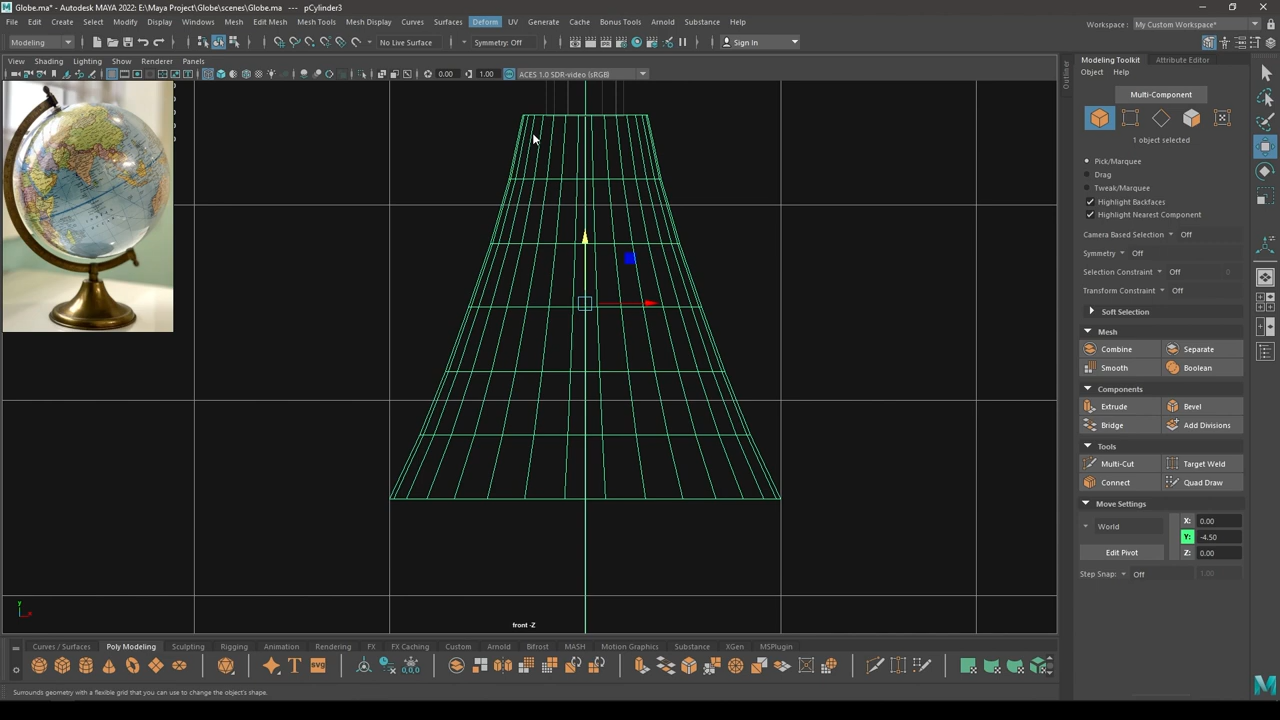 Globe.ma* - Autodesk MAYA 2022: E:\Maya Project\Globe\scenes\Globe.ma --- pCylinder3
File Edit Create Select Modify Display Windows Mesh Edit Mesh Mesh Tools Mesh Display Curves Surfaces Deform UV Generate Cache Bonus Tools Arnold Substance Help
Workspace : My Custom Workspace*
Modeling No Live Surface Symmetry: Off Sign In
View Shading Lighting Show Renderer Panels
0.00 1.00 ACES 1.0 SDR-video (sRGB)
Outliner
Modeling Toolkit Attribute Editor
Object Help
Multi-Component
1 object selected
Pick/Marquee
Drag
Tweak/Marquee
Highlight Backfaces
Highlight Nearest Component
Camera Based Selection Off
Symmetry Off
Selection Constraint Off 0
Transform Constraint Off
Soft Selection
Mesh
Combine Separate
Smooth Boolean
Components
Extrude Bevel
Bridge Add Divisions
Tools
Multi-Cut Target Weld
Connect Quad Draw
Move Settings
X: 0.00
World Y: -4.50
Edit Pivot Z: 0.00
Step Snap: Off 1.00
front -Z
Curves / Surfaces Poly Modeling Sculpting Rigging Animation Rendering FX FX Caching Custom Arnold Bifrost MASH Motion Graphics Substance XGen MSPlugin
Surrounds geometry with a flexible grid that you can use to change the object's shape.